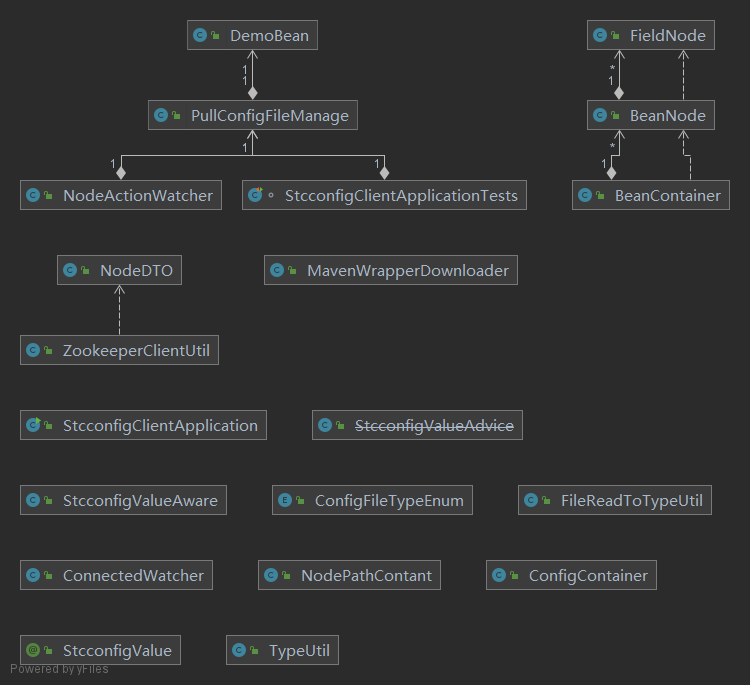 DemoBean
FieldNode
1
1
*
1
PullConfigFileManage
BeanNode
1
1
1
*
1
NodeActionWatcher
StcconfigClientApplicationTests
BeanContainer
NodeDTO
MavenWrapperDownloader
ZookeeperClientUtil
StcconfigClientApplication
StcconfigValueAdvice
StcconfigValueAware
ConfigFileTypeEnum
FileReadToTypeUtil
ConnectedWatcher
NodePathContant
ConfigContainer
StcconfigValue
TypeUtil
Powered by yFiles